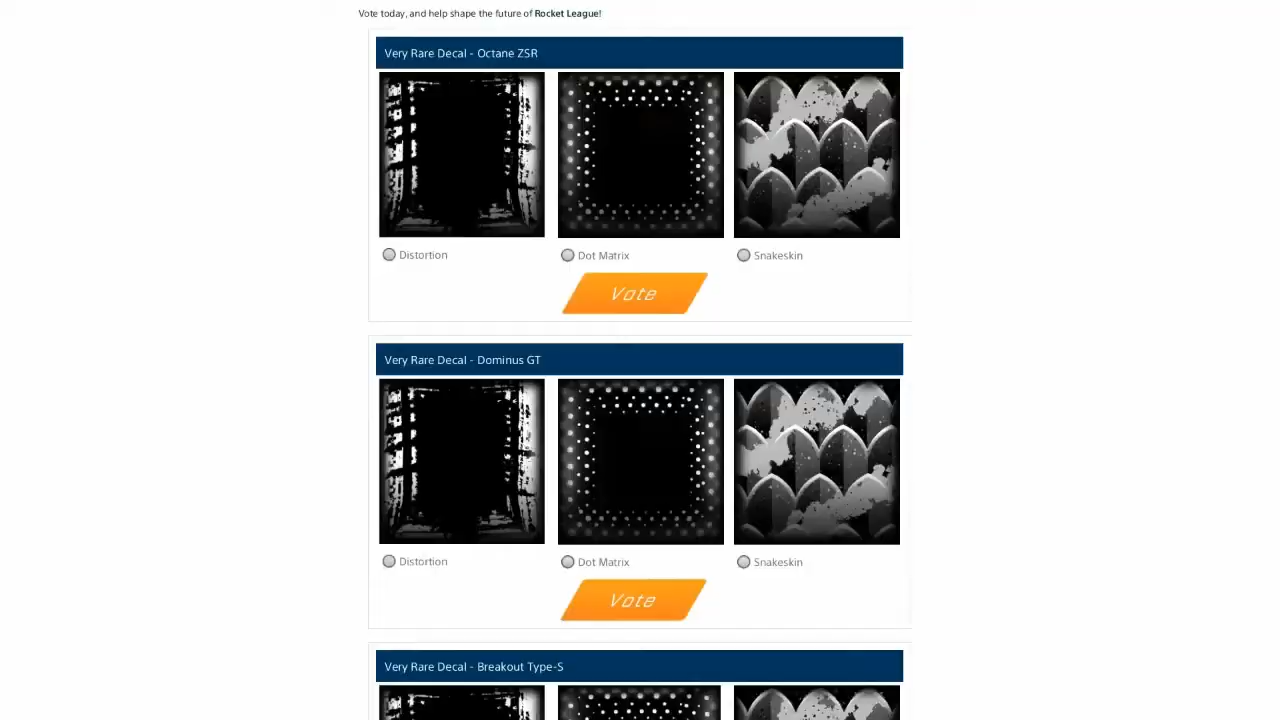 Vote today, and help shape the future of Rocket League!
Very Rare Decal - Octane ZSR
Distortion
Dot Matrix
Snakeskin
Vote
Very Rare Decal - Dominus GT
Distortion
Dot Matrix
Snakeskin
Vote
Very Rare Decal - Breakout Type-S